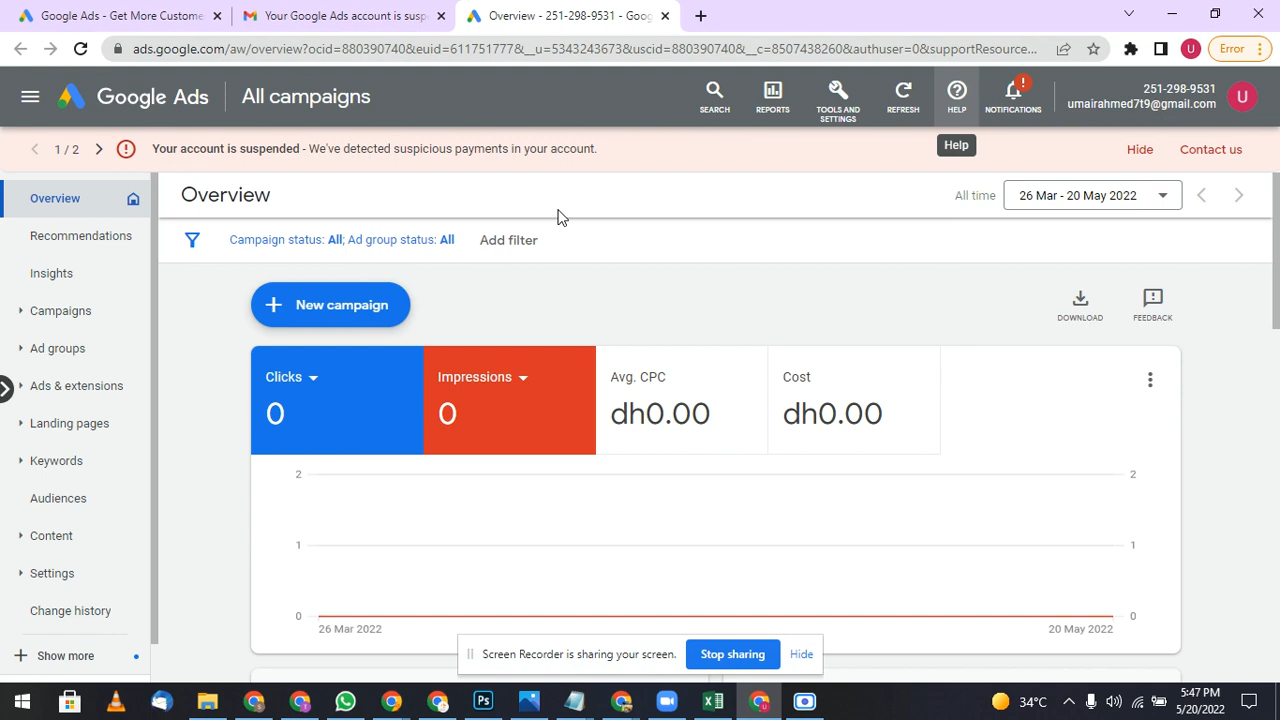 Google Ads - Get More Custome
Your Google Ads account is susp
Overview - 251-298-9531 - Goog
ads.google.com/aw/overview?ocid=880390740&euid=611751777&__u=5343243673&uscid=880390740&__c=8507438260&authuser=0&supportResource...
U
Error
Google Ads
All campaigns
SEARCH
REPORTS
TOOLS AND SETTINGS
REFRESH
HELP
NOTIFICATIONS
251-298-9531
umairahmed7t9@gmail.com
U
1 / 2
Your account is suspended - We've detected suspicious payments in your account.
Help
Hide
Contact us
Overview
Recommendations
Insights
Campaigns
Ad groups
Ads & extensions
Landing pages
Keywords
Audiences
Content
Settings
Change history
Show more
Overview
All time
26 Mar - 20 May 2022
Campaign status: All; Ad group status: All
Add filter
New campaign
DOWNLOAD
FEEDBACK
Clicks
0
Impressions
0
Avg. CPC
dh0.00
Cost
dh0.00
2
2
1
1
0
0
26 Mar 2022
20 May 2022
Screen Recorder is sharing your screen.
Stop sharing
Hide
Ps
34°C
5:47 PM
5/20/2022